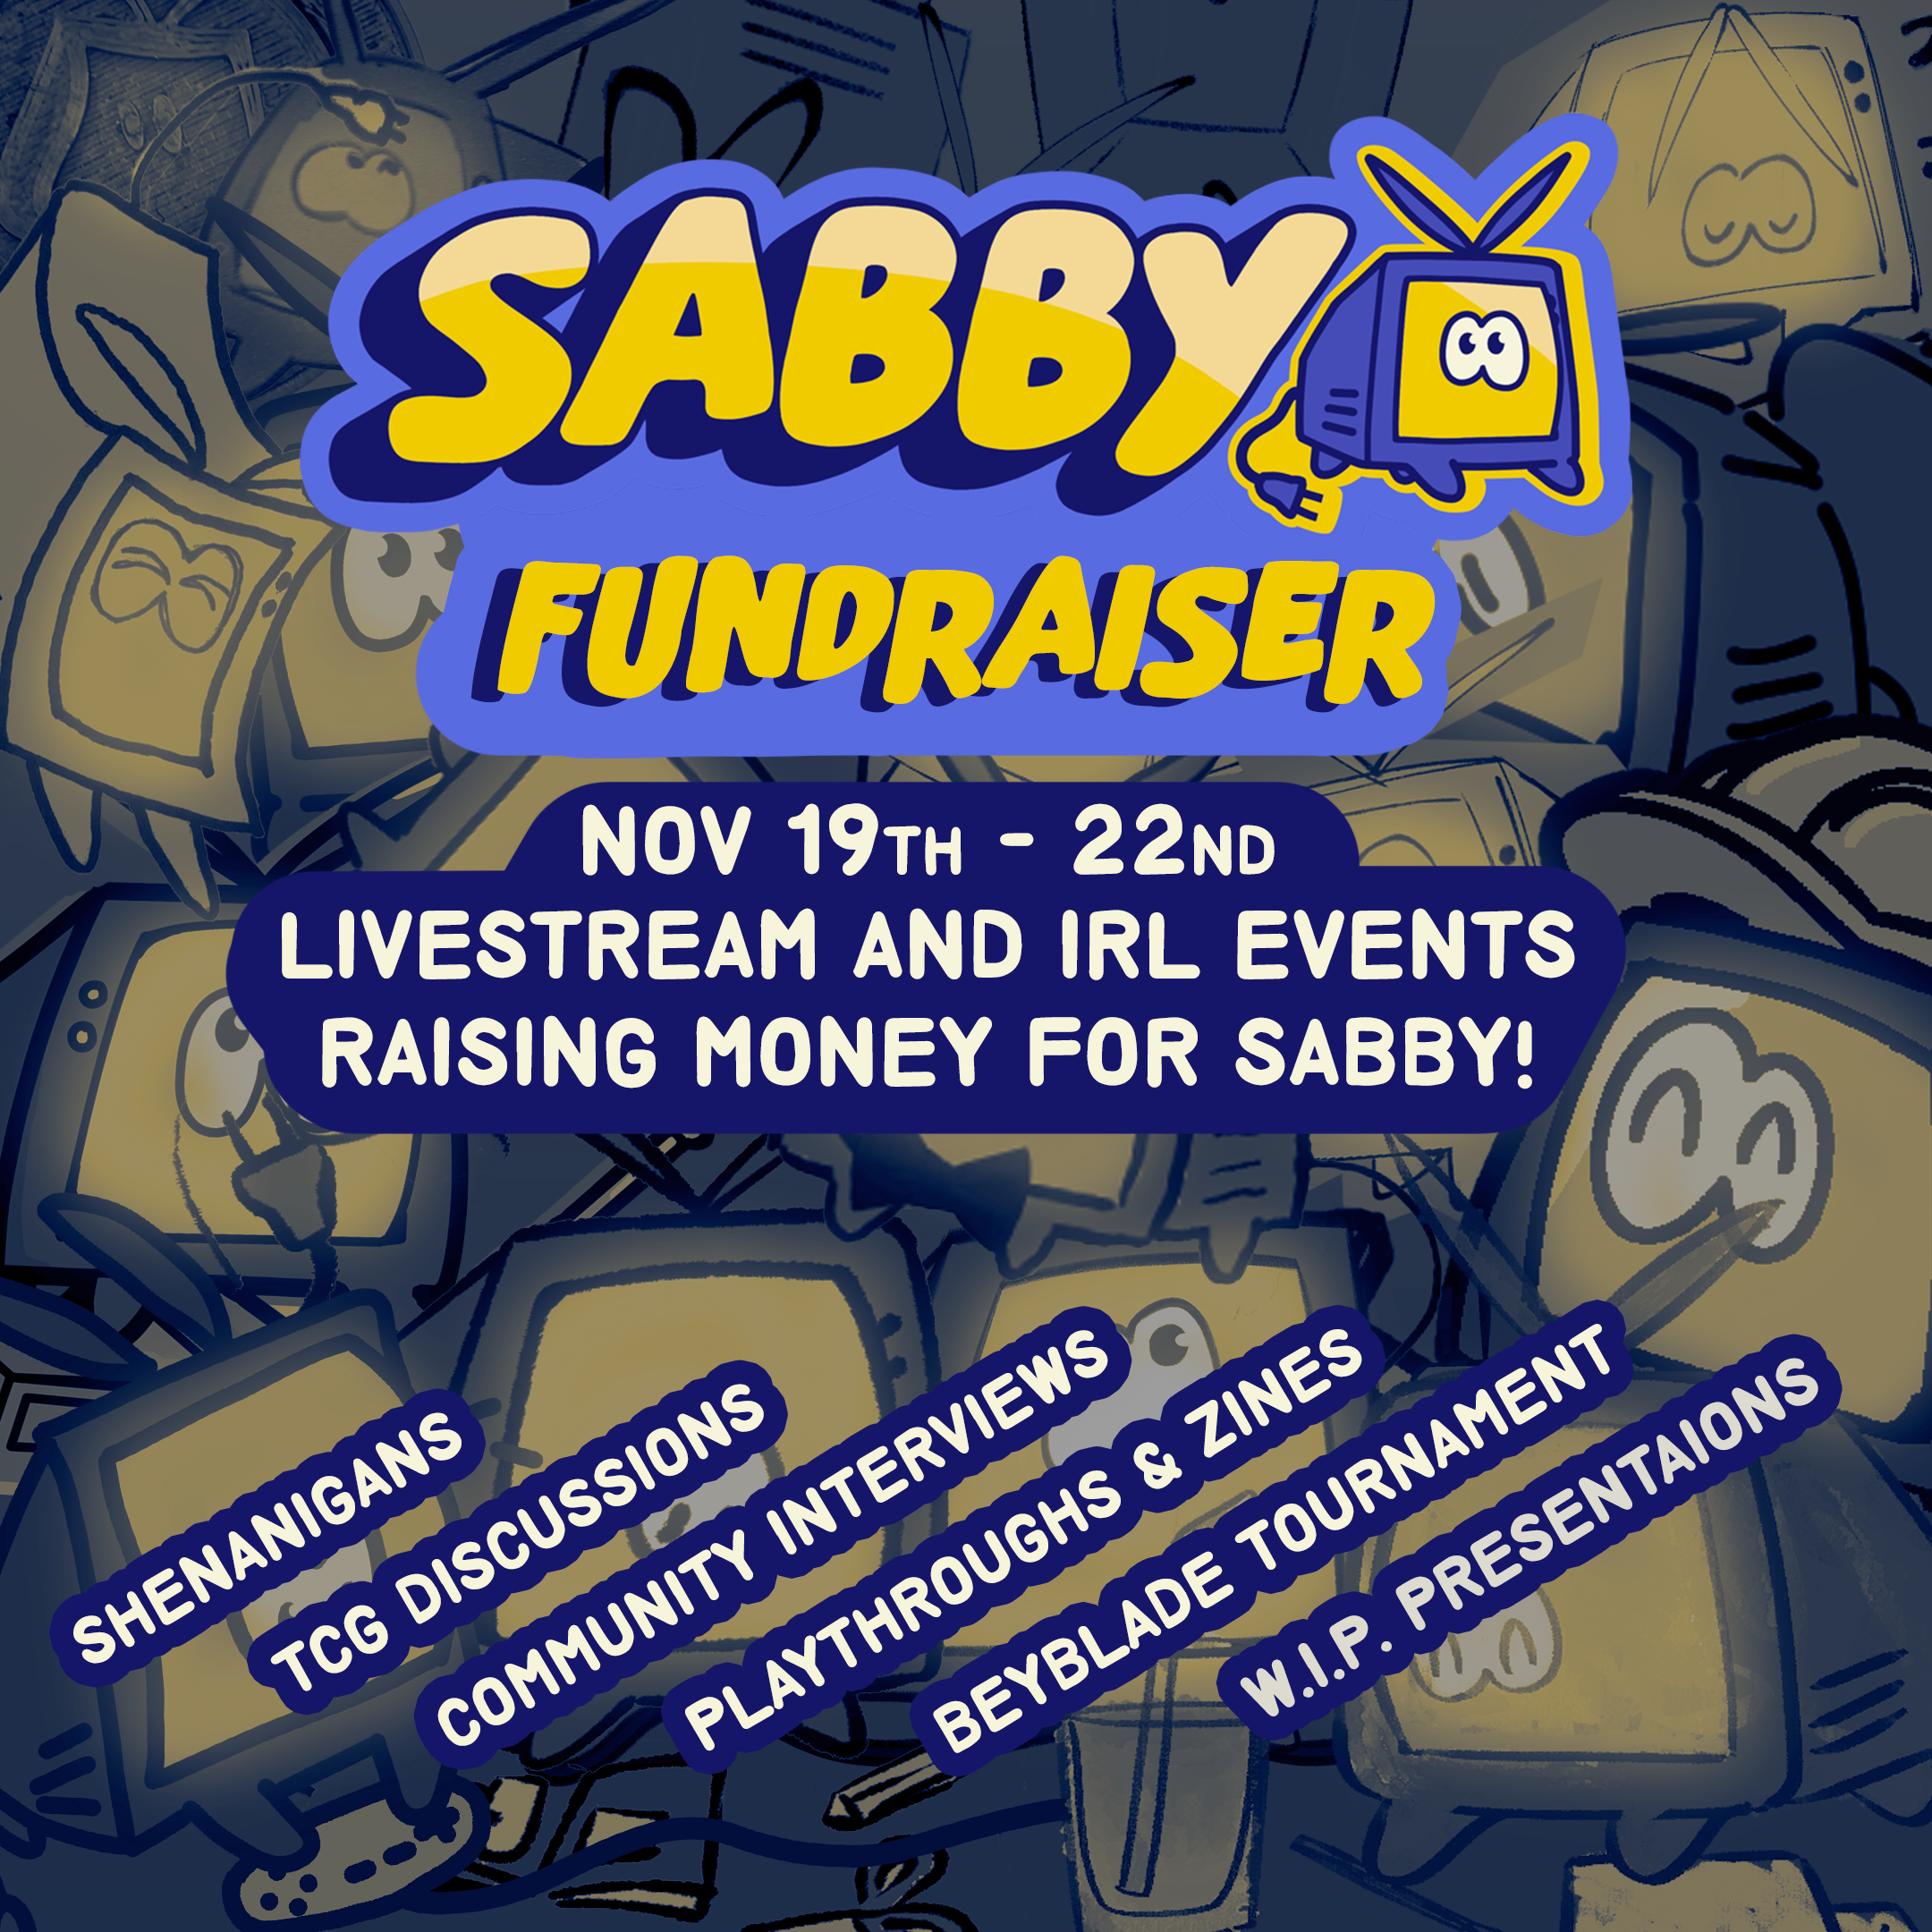 SABBY
FUNDRAISER
NOV 19TH - 22ND
LIVESTREAM AND IRL EVENTS
RAISING MONEY FOR SABBY!
SHENANIGANS
TCG DISCUSSIONS
COMMUNITY INTERVIEWS
PLAYTHROUGHS & ZINES
BEYBLADE TOURNAMENT
W.I.P. PRESENTAIONS